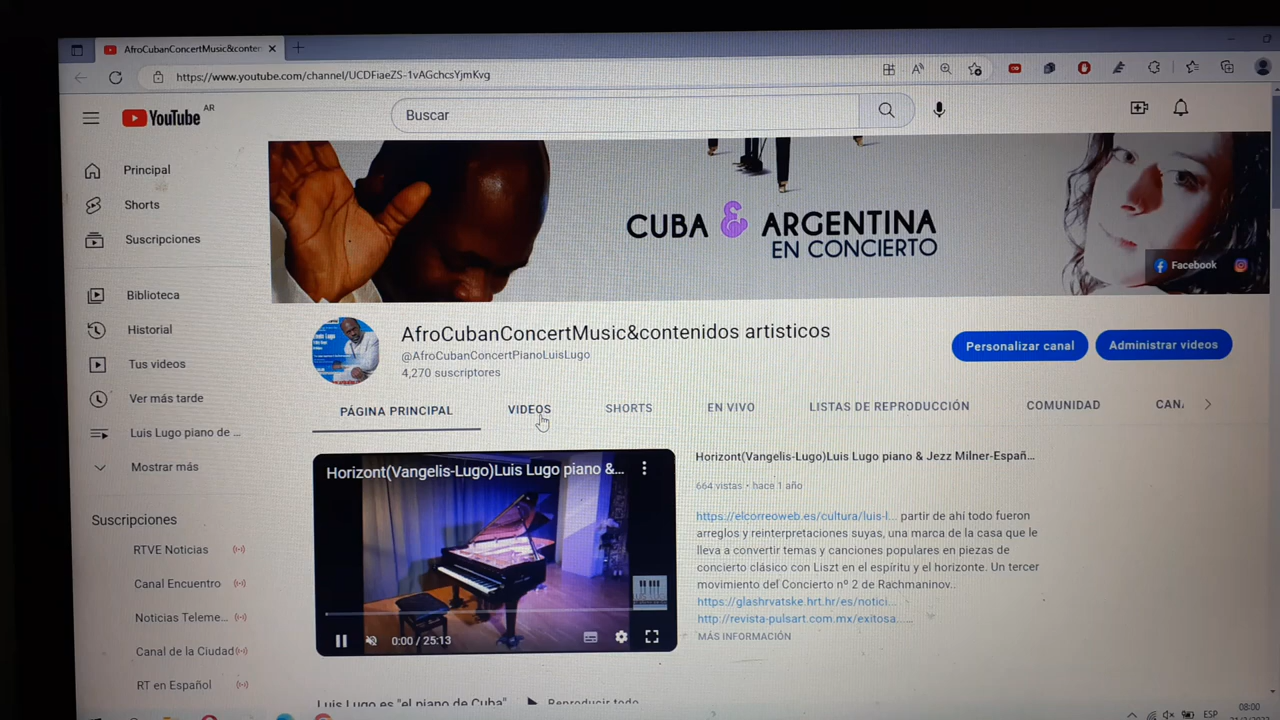 AfroCubanConcertMusic&conten
https://www.youtube.com/channel/UCDFiaeZS-1vAGchcsYjmKvg
YouTube AR
Buscar
Principal
Shorts
Suscripciones
Biblioteca
Historial
Tus videos
Ver más tarde
Luis Lugo piano de ...
Mostrar más
Suscripciones
RTVE Noticias
Canal Encuentro
Noticias Teleme...
Canal de la Ciudad
RT en Español
CUBA & ARGENTINA
EN CONCIERTO
Facebook
AfroCubanConcertMusic&contenidos artisticos
@AfroCubanConcertPianoLuisLugo
4,270 suscriptores
Personalizar canal
Administrar videos
PÁGINA PRINCIPAL
VIDEOS
SHORTS
EN VIVO
LISTAS DE REPRODUCCIÓN
COMUNIDAD
CAN
Horizont(Vangelis-Lugo)Luis Lugo piano &...
0:00 / 25:13
Horizont(Vangelis-Lugo)Luis Lugo piano & Jezz Milner-Españ...
664 vistas • hace 1 año
https://elcorreoweb.es/cultura/luis-l... partir de ahí todo fueron
arreglos y reinterpretaciones suyas, una marca de la casa que le
lleva a convertir temas y canciones populares en piezas de
concierto clásico con Liszt en el espíritu y el horizonte. Un tercer
movimiento del Concierto nº 2 de Rachmaninov..
https://glashrvatske.hrt.hr/es/notici...
http://revista-pulsart.com.mx/exitosa...
MÁS INFORMACIÓN
Luis Lugo es "el piano de Cuba"
Reproducir todo
ESP
08:00